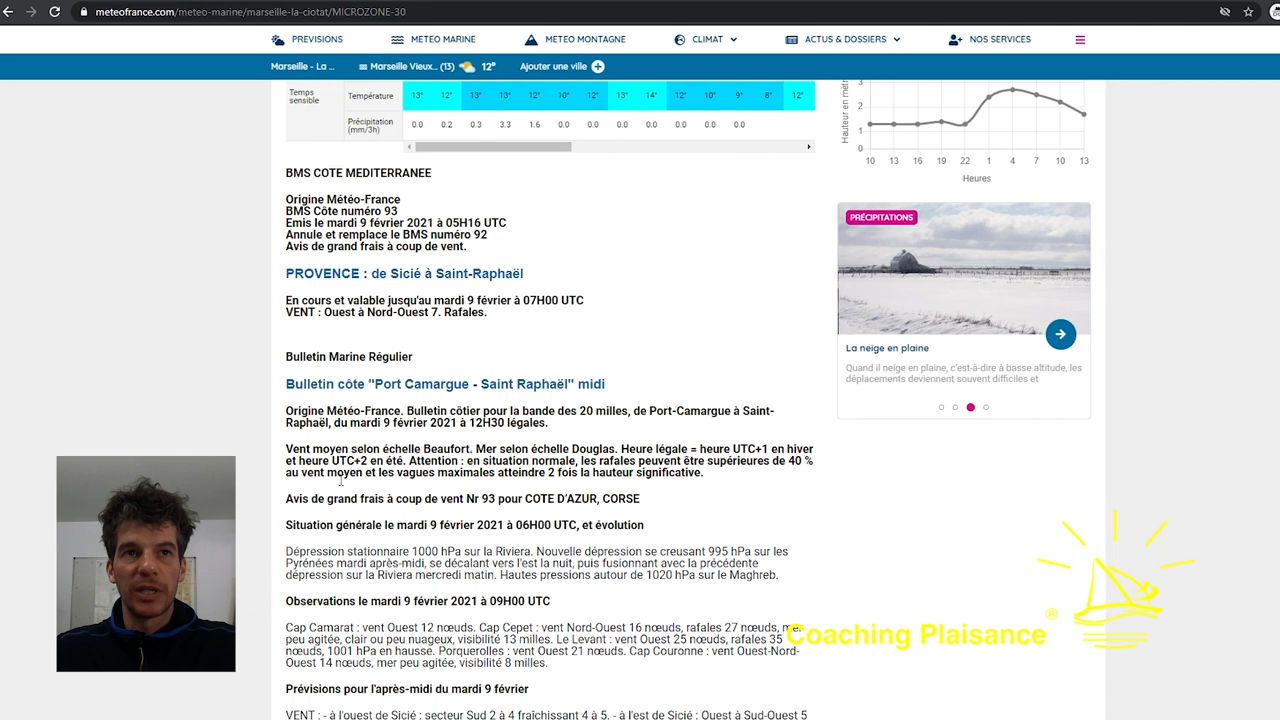 meteofrance.com/meteo-marine/marseille-la-ciotat/MICROZONE-30
PREVISIONS METEO MARINE METEO MONTAGNE CLIMAT ACTUS & DOSSIERS NOS SERVICES
Marseille - La ... Marseille Vieux... (13) 12° Ajouter une ville
Temps sensible
Température 13° 12° 13° 13° 12° 10° 12° 13° 14° 12° 10° 9° 8° 12°
Précipitation (mm/3h) 0.0 0.2 0.3 3.3 1.6 0.0 0.0 0.0 0.0 0.0 0.0 0.0
BMS COTE MEDITERRANEE
Origine Météo-France
BMS Côte numéro 93
Emis le mardi 9 février 2021 à 05H16 UTC
Annule et remplace le BMS numéro 92
Avis de grand frais à coup de vent.
PROVENCE : de Sicié à Saint-Raphaël
En cours et valable jusqu'au mardi 9 février à 07H00 UTC
VENT : Ouest à Nord-Ouest 7. Rafales.
Bulletin Marine Régulier
Bulletin côte "Port Camargue - Saint Raphaël" midi
Origine Météo-France. Bulletin côtier pour la bande des 20 milles, de Port-Camargue à Saint-
Raphaël, du mardi 9 février 2021 à 12H30 légales.
Vent moyen selon échelle Beaufort. Mer selon échelle Douglas. Heure légale = heure UTC+1 en hiver
et heure UTC+2 en été. Attention : en situation normale, les rafales peuvent être supérieures de 40 %
au vent moyen et les vagues maximales atteindre 2 fois la hauteur significative.
Avis de grand frais à coup de vent Nr 93 pour COTE D'AZUR, CORSE
Situation générale le mardi 9 février 2021 à 06H00 UTC, et évolution
Dépression stationnaire 1000 hPa sur la Riviera. Nouvelle dépression se creusant 995 hPa sur les
Pyrénées mardi après-midi, se décalant vers l'est la nuit, puis fusionnant avec la précédente
dépression sur la Riviera mercredi matin. Hautes pressions autour de 1020 hPa sur le Maghreb.
Observations le mardi 9 février 2021 à 09H00 UTC
Cap Camarat : vent Ouest 12 nœuds. Cap Cepet : vent Nord-Ouest 16 nœuds, rafales 27 nœuds, mer
peu agitée, clair ou peu nuageux, visibilité 13 milles. Le Levant : vent Ouest 25 nœuds, rafales 35
nœuds, 1001 hPa en hausse. Porquerolles : vent Ouest 21 nœuds. Cap Couronne : vent Ouest-Nord-
Ouest 14 nœuds, mer peu agitée, visibilité 8 milles.
Prévisions pour l'après-midi du mardi 9 février
VENT : - à l'ouest de Sicié : secteur Sud 2 à 4 fraîchissant 4 à 5. - à l'est de Sicié : Ouest à Sud-Ouest 5
Hauteur en
3
2
1
0
10 13 16 19 22 1 4 7 10 13
Heures
PRÉCIPITATIONS
La neige en plaine
Quand il neige en plaine, c'est-à-dire à basse altitude, les
déplacements deviennent souvent difficiles et
Coaching Plaisance®